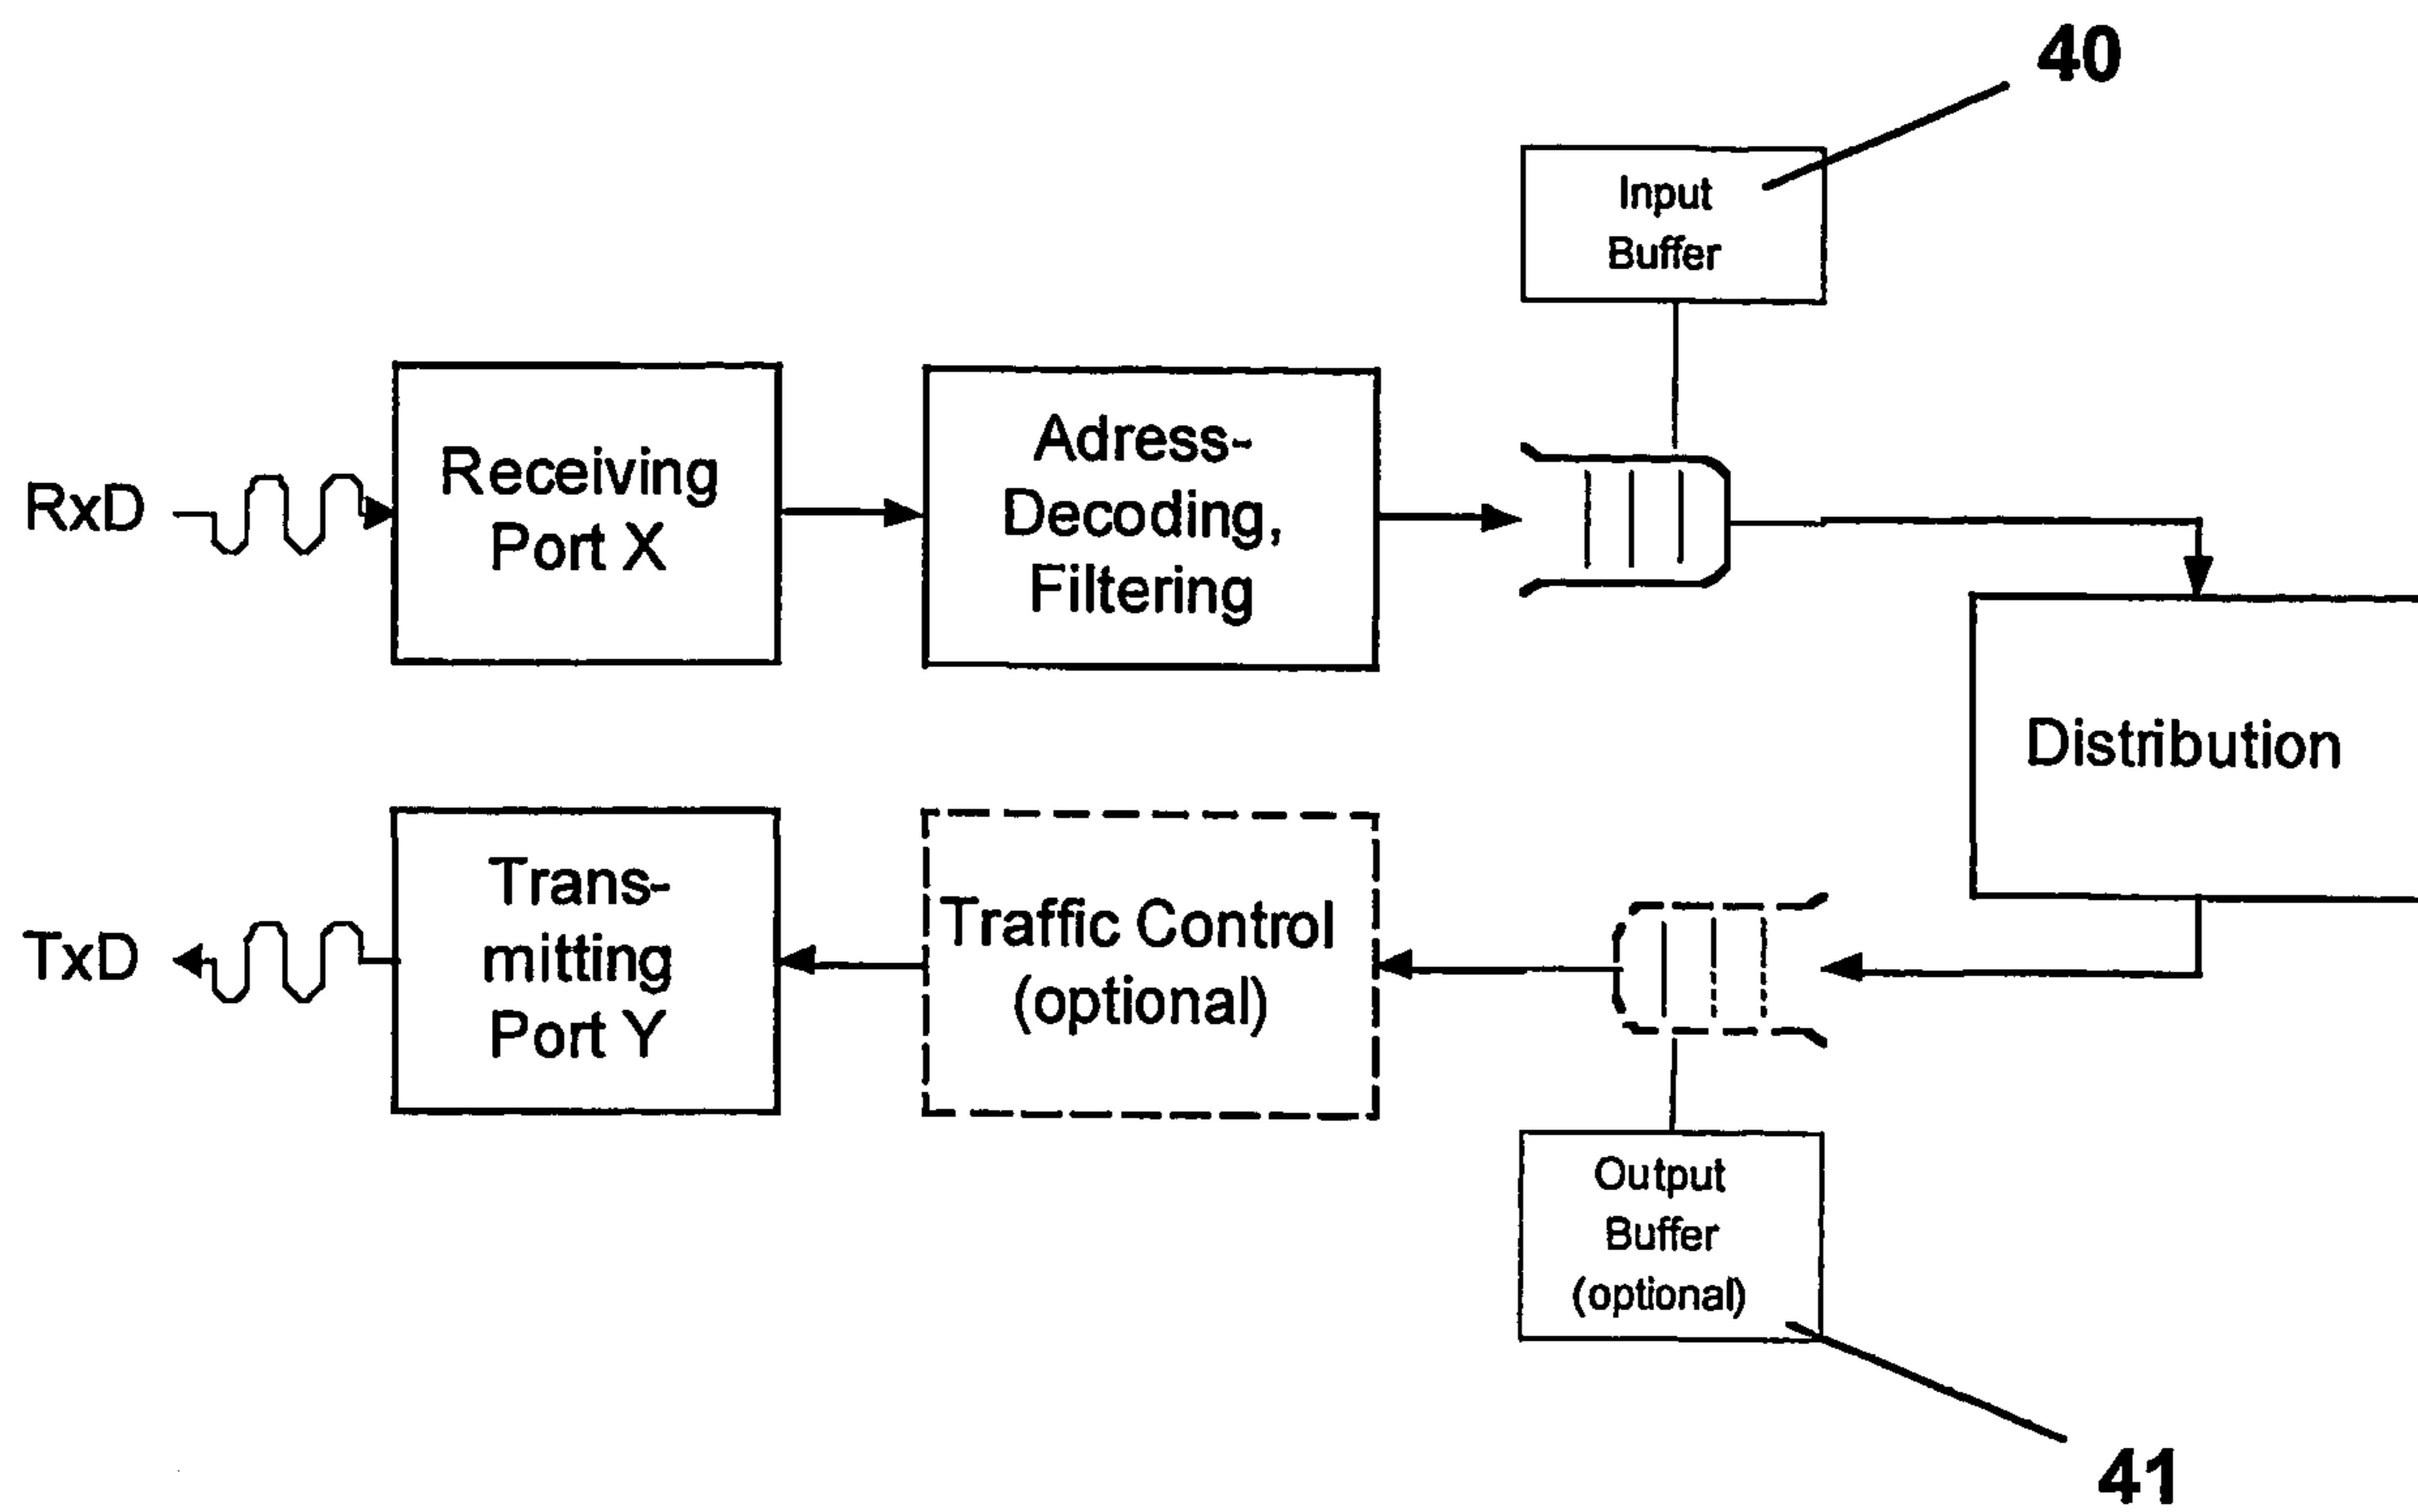 40
Input
Buffer
RxD
Receiving
Port X
Adress-
Decoding,
Filtering
Distribution
TxD
Trans-
mitting
Port Y
Traffic Control
(optional)
Output
Buffer
(optional)
41